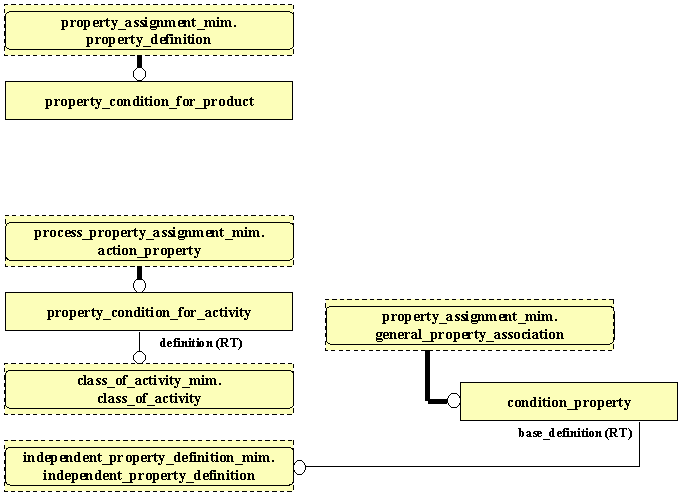 property_assignment_mim.
property_definition
property_condition_for_product
process_property_assignment_mim.
action_property
property_condition_for_activity
definition (RT)
class_of_activity_mim.
class_of_activity
property_assignment_mim.
general_property_association
condition_property
base_definition (RT)
independent_property_definition_mim.
independent_property_definition